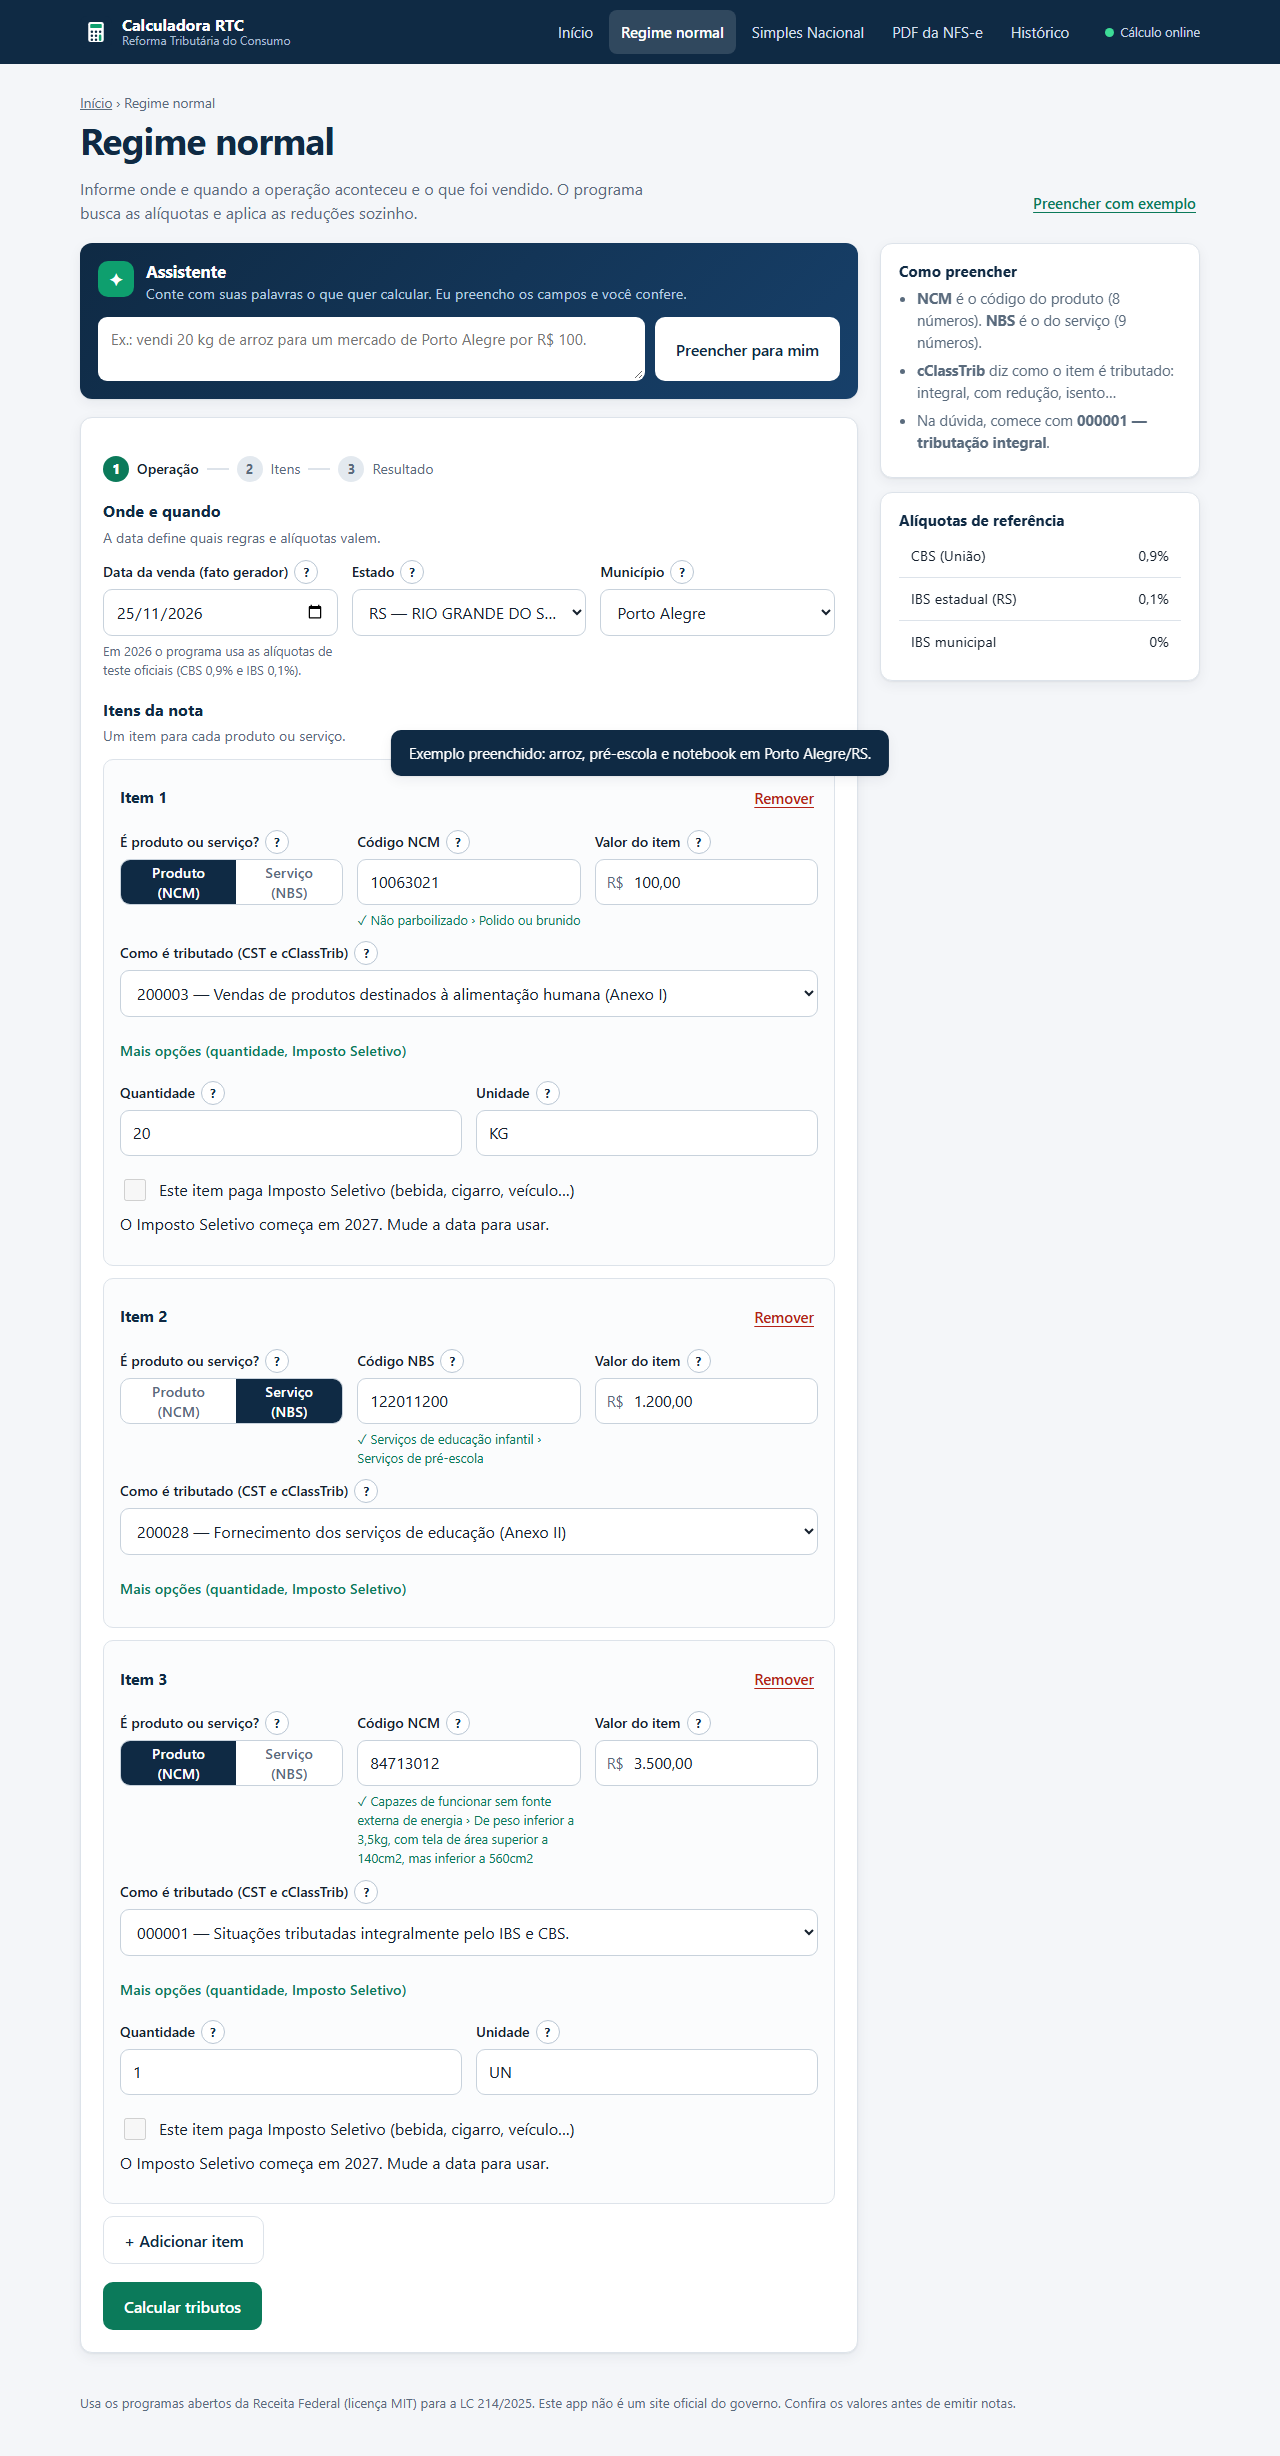 Calculadora RTC
Reforma Tributária do Consumo
Início
Regime normal
Simples Nacional
PDF da NFS-e
Histórico
Cálculo online
Início › Regime normal
Regime normal
Informe onde e quando a operação aconteceu e o que foi vendido. O programa
busca as alíquotas e aplica as reduções sozinho.
Preencher com exemplo
Assistente
Conte com suas palavras o que quer calcular. Eu preencho os campos e você confere.
Ex.: vendi 20 kg de arroz para um mercado de Porto Alegre por R$ 100.
Preencher para mim
1 Operação
2 Itens
3 Resultado
Onde e quando
A data define quais regras e alíquotas valem.
Data da venda (fato gerador) ?
Estado ?
Município ?
25/11/2026
RS — RIO GRANDE DO S...
Porto Alegre
Em 2026 o programa usa as alíquotas de
teste oficiais (CBS 0,9% e IBS 0,1%).
Itens da nota
Um item para cada produto ou serviço.
Exemplo preenchido: arroz, pré-escola e notebook em Porto Alegre/RS.
Item 1
Remover
É produto ou serviço? ?
Código NCM ?
Valor do item ?
Produto
(NCM)
Serviço
(NBS)
10063021
R$ 100,00
✓ Não parboilizado › Polido ou brunido
Como é tributado (CST e cClassTrib) ?
200003 — Vendas de produtos destinados à alimentação humana (Anexo I)
Mais opções (quantidade, Imposto Seletivo)
Quantidade ?
Unidade ?
20
KG
Este item paga Imposto Seletivo (bebida, cigarro, veículo...)
O Imposto Seletivo começa em 2027. Mude a data para usar.
Item 2
Remover
É produto ou serviço? ?
Código NBS ?
Valor do item ?
Produto
(NCM)
Serviço
(NBS)
122011200
R$ 1.200,00
✓ Serviços de educação infantil ›
Serviços de pré-escola
Como é tributado (CST e cClassTrib) ?
200028 — Fornecimento dos serviços de educação (Anexo II)
Mais opções (quantidade, Imposto Seletivo)
Item 3
Remover
É produto ou serviço? ?
Código NCM ?
Valor do item ?
Produto
(NCM)
Serviço
(NBS)
84713012
R$ 3.500,00
✓ Capazes de funcionar sem fonte
externa de energia › De peso inferior a
3,5kg, com tela de área superior a
140cm2, mas inferior a 560cm2
Como é tributado (CST e cClassTrib) ?
000001 — Situações tributadas integralmente pelo IBS e CBS.
Mais opções (quantidade, Imposto Seletivo)
Quantidade ?
Unidade ?
1
UN
Este item paga Imposto Seletivo (bebida, cigarro, veículo...)
O Imposto Seletivo começa em 2027. Mude a data para usar.
+ Adicionar item
Calcular tributos
Como preencher
• NCM é o código do produto (8
números). NBS é o do serviço (9
números).
• cClassTrib diz como o item é tributado:
integral, com redução, isento...
• Na dúvida, comece com 000001 —
tributação integral.
Alíquotas de referência
CBS (União) 0,9%
IBS estadual (RS) 0,1%
IBS municipal 0%
Usa os programas abertos da Receita Federal (licença MIT) para a LC 214/2025. Este app não é um site oficial do governo. Confira os valores antes de emitir notas.